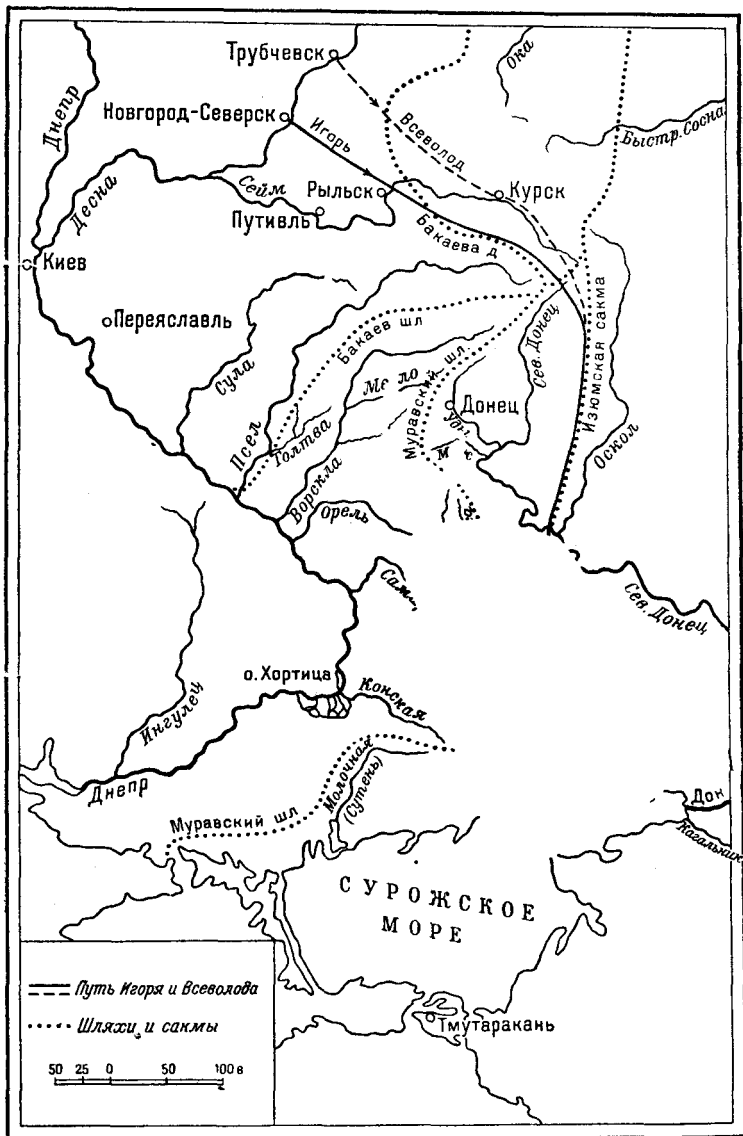 Трубчевск
Ока
Днепр
Новгород-Северск
Игорь
Всеволод
Быстр. Сосна
Десна
Сейм
Рыльск
Курск
Путивль
Бакаева д
Киев
Переяславль
Сула
Бакаев шл
Псел
Голтва
Ворскла
Муравский шл.
Донец
Уды
Сев. Донец
Изюмская сакма
Оскол
Орель
Сев. Донец
о. Хортица
Конская
Ингулец
Днепр
Молочная
(Сутень)
Муравский шл
Дон
Кагальник
СУРОЖСКОЕ
МОРЕ
Тмутаракань
Путь Игоря и Всеволода
Шляхи и сакмы
50 25 0 50 100 в